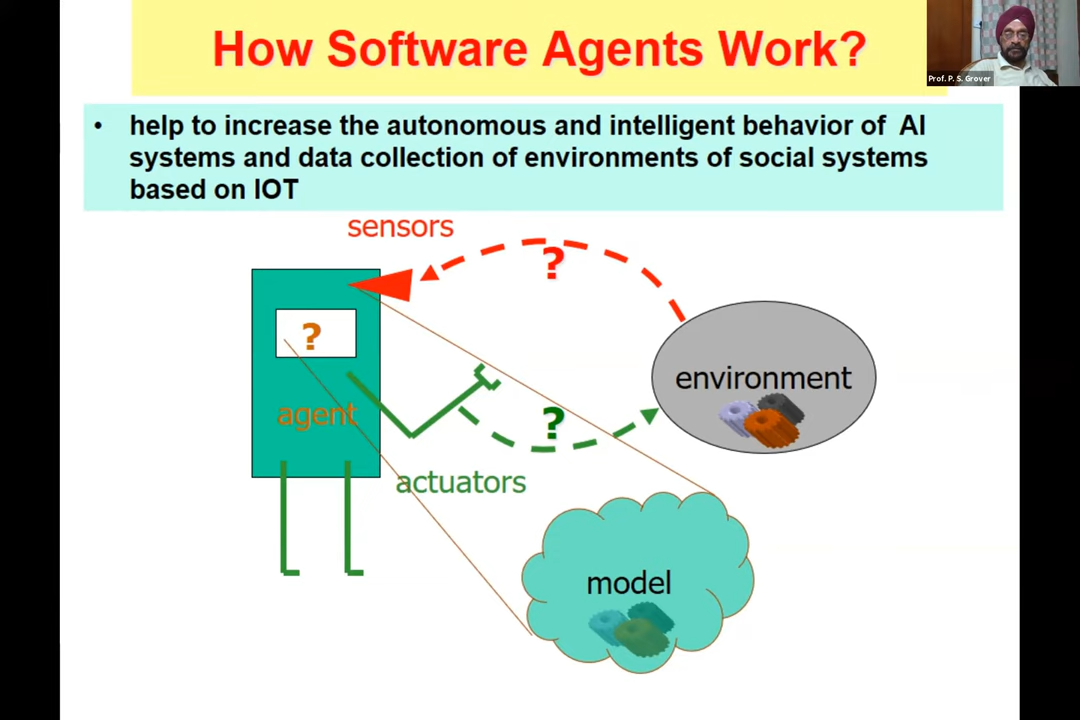 How Software Agents Work?
Prof. P. S. Grover
• help to increase the autonomous and intelligent behavior of AI
systems and data collection of environments of social systems
based on IOT
sensors
?
?
environment
agent
?
actuators
model